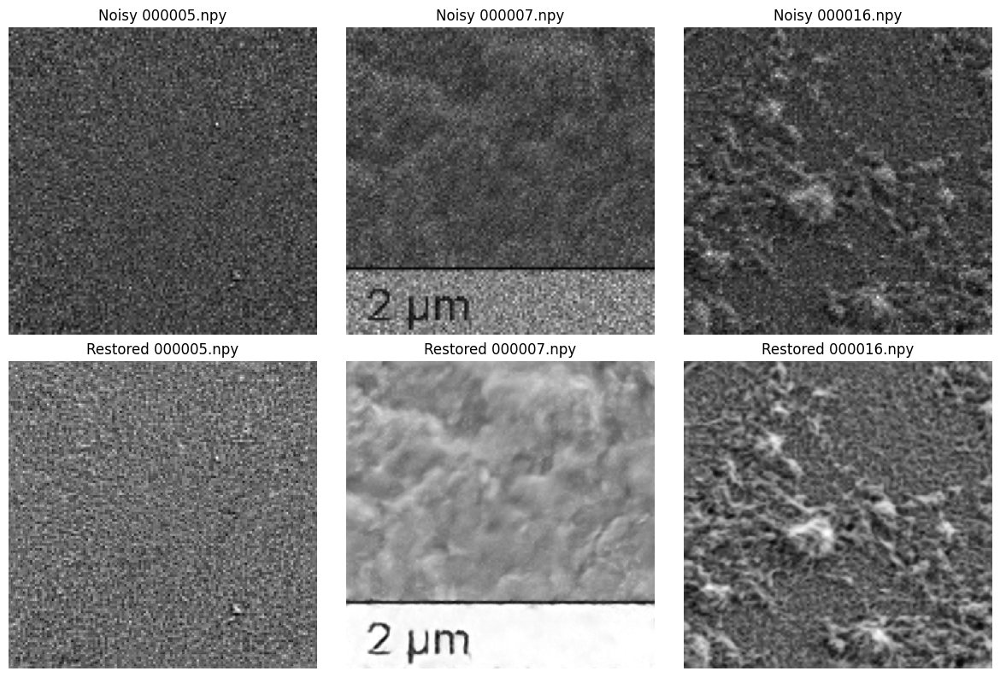 Noisy 000005.npy
Noisy 000007.npy
Noisy 000016.npy
2 µm
Restored 000005.npy
Restored 000007.npy
Restored 000016.npy
2 µm